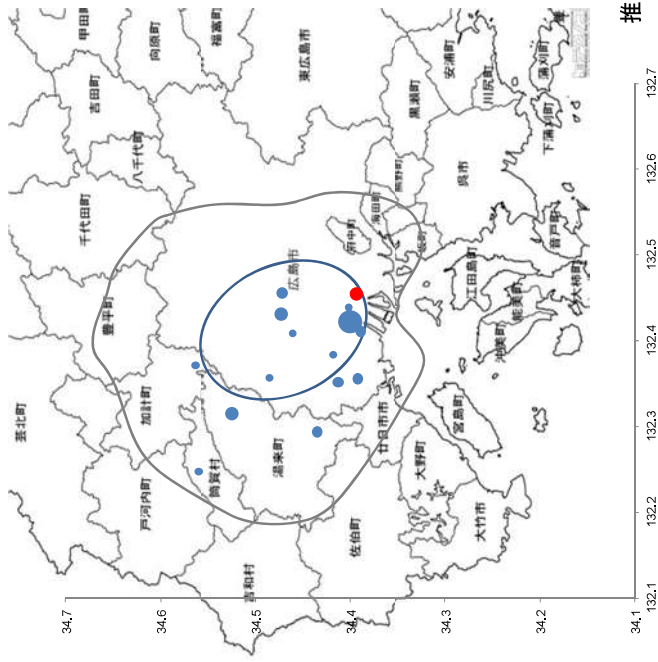 推
甲田町
向原町
福富町
吉田町
東広島市
安浦町
蒲刈町
川尻町
黒瀬町
下蒲刈町
八千代町
熊野町
呉市
千代田町
海田町
府中町
音戸町
広島市
江田島町
大柿町
能美町
沖美町
豊平町
芸北町
加計町
廿日市市
宮島町
湯来町
大野町
筒賀村
戸河内町
佐伯町
大竹市
吉和村
34.7
34.6
34.5
34.4
34.3
34.2
34.1
132.1
132.2
132.3
132.4
132.5
132.6
132.7